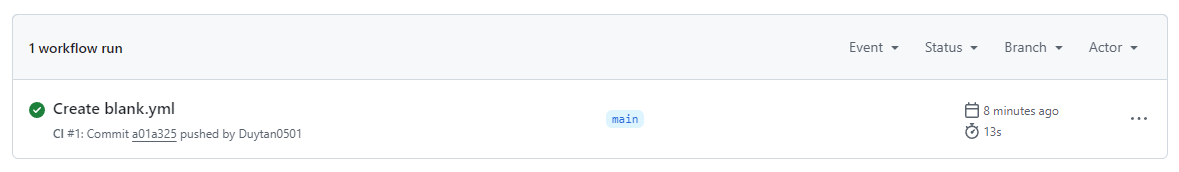 1 workflow run
Event
Status
Branch
Actor
Create blank.yml
CI #1: Commit a01a325 pushed by Duytan0501
main
8 minutes ago
13s